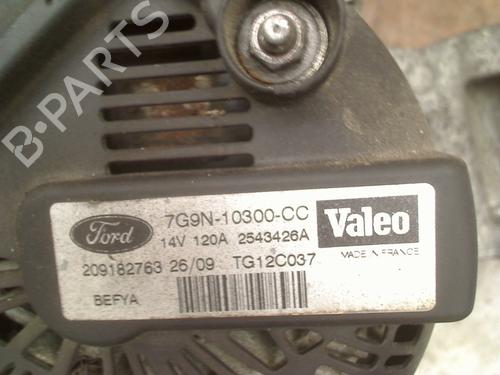 B-PARTS
Ford
7G9N-10300-CC
14V 120A 2543426A
Valeo
MADE IN FRANCE
209182763 26/09 TG12C037
BEFYA